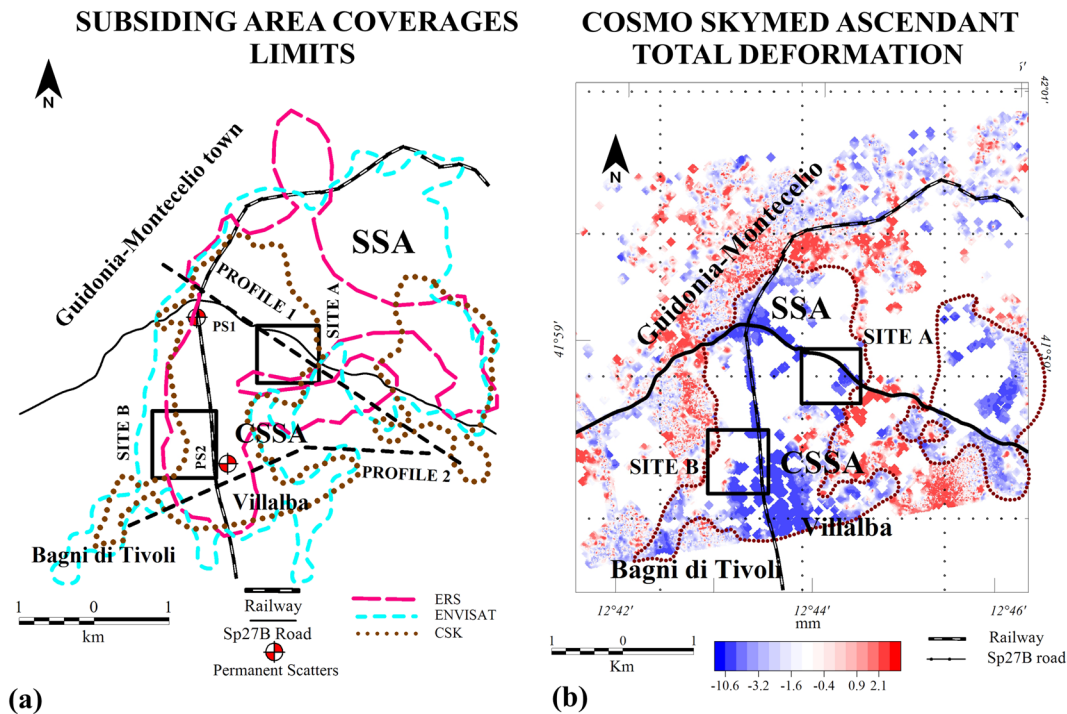 SUBSIDING AREA COVERAGES
LIMITS
N
Guidonia-Montecelio town
SSA
PROFILE 1
SITE A
PS1
SITE B
PS2
CSSA
PROFILE 2
Villalba
Bagni di Tivoli
1 0 1
km
Railway
Sp27B Road
Permanent Scatters
ERS
ENVISAT
CSK
(a)
COSMO SKYMED ASCENDANT
TOTAL DEFORMATION
42°01'
N
Guidonia-Montecelio
SSA
SITE A
41°59'
SITE B
CSSA
Villalba
Bagni di Tivoli
12°42' 12°44' 12°46'
mm
1 0 1
Km
-10.6 -3.2 -1.6 -0.4 0.9 2.1
Railway
Sp27B road
(b)